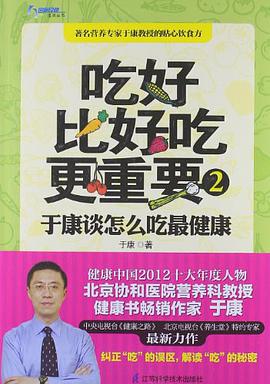 著名营养专家于康教授的贴心饮食方
吃好
比好吃
更重要2
于康谈怎么吃最健康
于康 著
健康中国2012十大年度人物
北京协和医院营养科教授
健康书畅销作家 于康
中央电视台《健康之路》 北京电视台《养生堂》特约专家
最新力作
纠正“吃”的误区，解读“吃”的秘密
江苏科学技术出版社